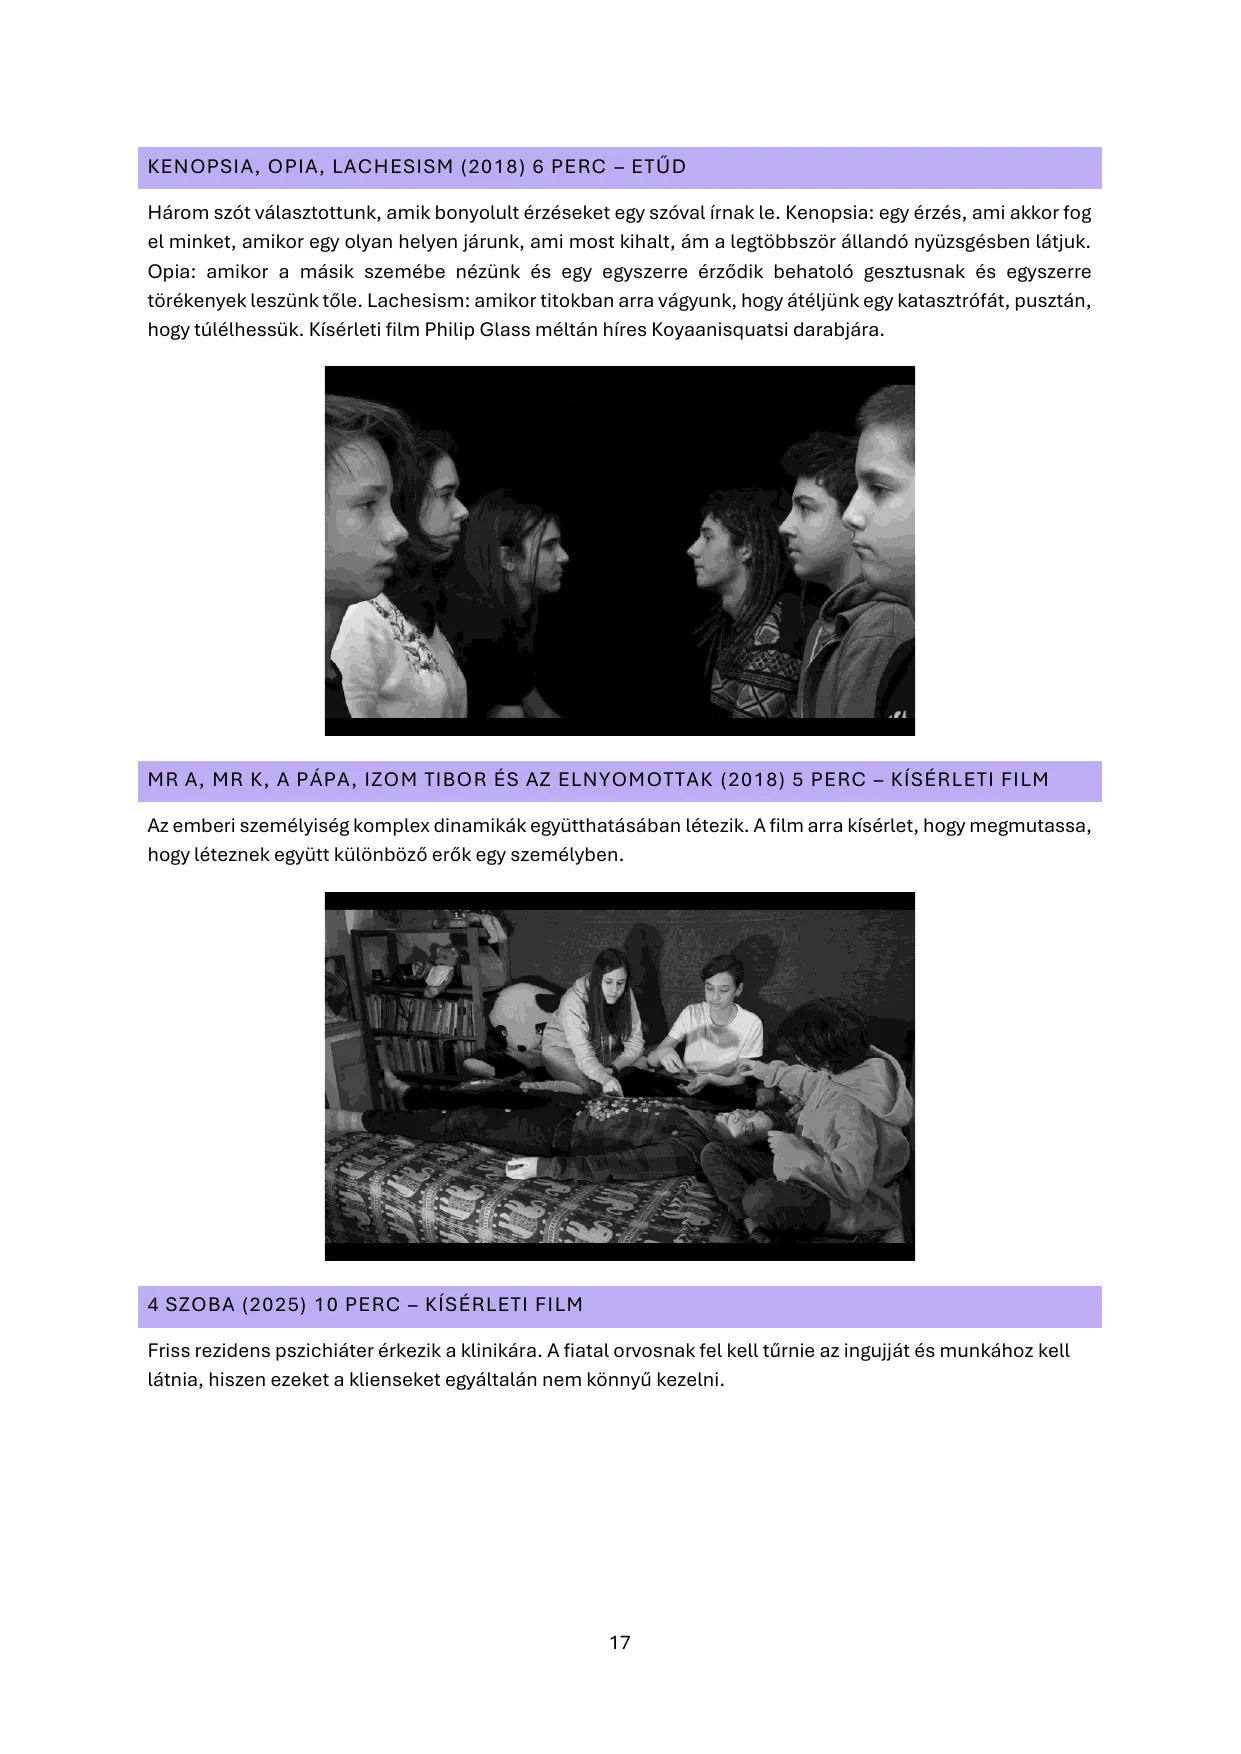 KENOPSIA, OPIA, LACHESISM (2018) 6 PERC – ETŰD
Három szót választottunk, amik bonyolult érzéseket egy szóval írnak le. Kenopsia: egy érzés, ami akkor fog
el minket, amikor egy olyan helyen járunk, ami most kihalt, ám a legtöbbször állandó nyüzsgésben látjuk.
Opia: amikor a másik szemébe nézünk és egy egyszerre érződik behatoló gesztusnak és egyszerre
törékenyek leszünk tőle. Lachesism: amikor titokban arra vágyunk, hogy átéljünk egy katasztrófát, pusztán,
hogy túlélhessük. Kísérleti film Philip Glass méltán híres Koyaanisquatsi darabjára.
MR A, MR K, A PÁPA, IZOM TIBOR ÉS AZ ELNYOMOTTAK (2018) 5 PERC – KÍSÉRLETI FILM
Az emberi személyiség komplex dinamikák együtthatásában létezik. A film arra kísérlet, hogy megmutassa,
hogy léteznek együtt különböző erők egy személyben.
4 SZOBA (2025) 10 PERC – KÍSÉRLETI FILM
Friss rezidens pszichiáter érkezik a klinikára. A fiatal orvosnak fel kell tűrnie az ingujját és munkához kell
látnia, hiszen ezeket a klienseket egyáltalán nem könnyű kezelni.
17